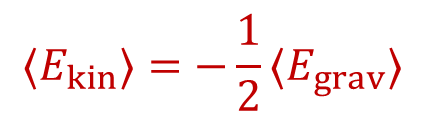 ⟨E_kin⟩ = −1/2⟨E_grav⟩